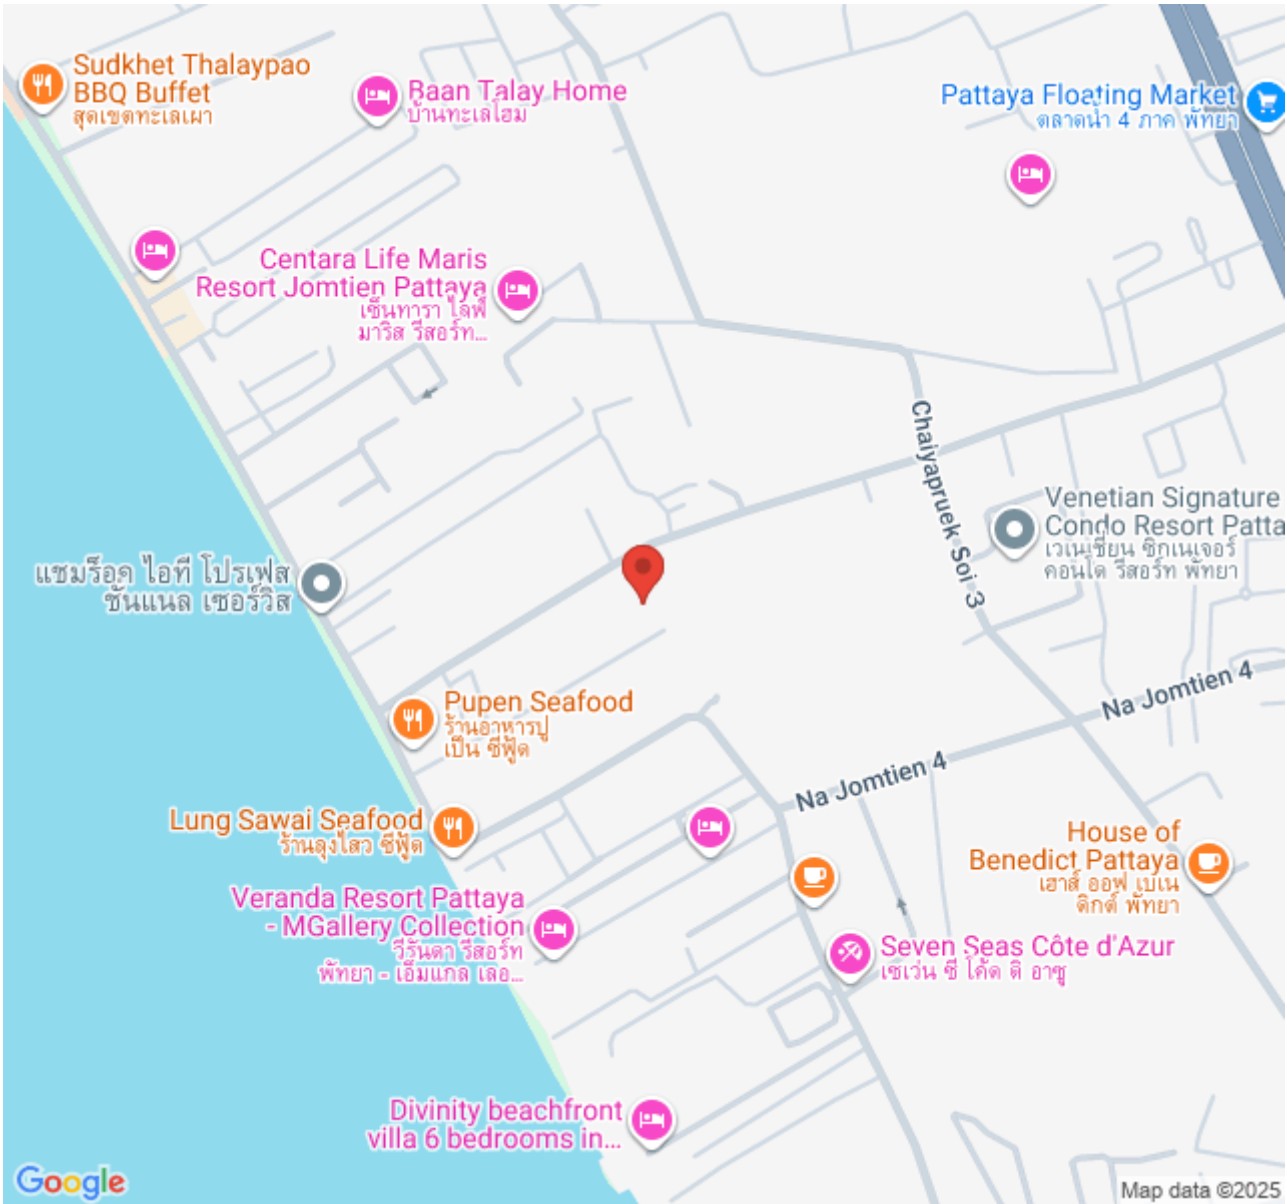 Sudkhet Thalaypao
BBQ Buffet
สุดเขตทะเลเผา
Baan Talay Home
บ้านทะเลโฮม
Pattaya Floating Market
ตลาดน้ำ 4 ภาค พัทยา
Centara Life Maris
Resort Jomtien Pattaya
เซ็นทารา ไลฟ์
มาริส รีสอร์ท...
Chaiyapruek Soi 3
Venetian Signature
Condo Resort Patta
เวเนเชี่ยน ซิกเนเจอร์
คอนโด รีสอร์ท พัทยา
แชมร็อค ไอที โปรเฟส
ชันแนล เซอร์วิส
Na Jomtien 4
Pupen Seafood
ร้านอาหารปู
เป็น ซีฟู้ด
Na Jomtien 4
Lung Sawai Seafood
ร้านลุงไสว ซีฟู้ด
House of
Benedict Pattaya
เฮาส์ ออฟ เบเน
ดิกต์ พัทยา
Veranda Resort Pattaya
- MGallery Collection
วีรันดา รีสอร์ท
พัทยา - เอ็มแกล เลอ...
Seven Seas Côte d'Azur
เซเว่น ซี โค้ด ดิ อาซู
Divinity beachfront
villa 6 bedrooms in...
Google
Map data ©2025